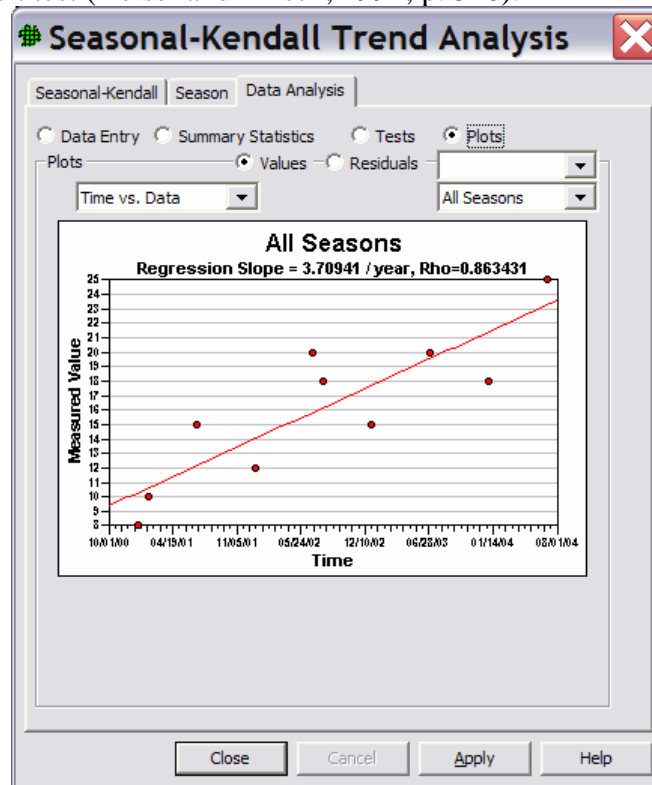 Seasonal-Kendall Trend Analysis
Seasonal-Kendall Season Data Analysis
Data Entry Summary Statistics Tests Plots
Plots Values Residuals
Time vs. Data All Seasons
All Seasons
Regression Slope = 3.70941 / year, Rho=0.863431
25
24
23
22
21
20
19
18
17
16
15
14
13
12
11
10
9
8
Measured Value
10/01/00 04/19/01 11/05/01 05/24/02 12/10/02 06/28/03 01/14/04 08/01/04
Time
Close Cancel Apply Help